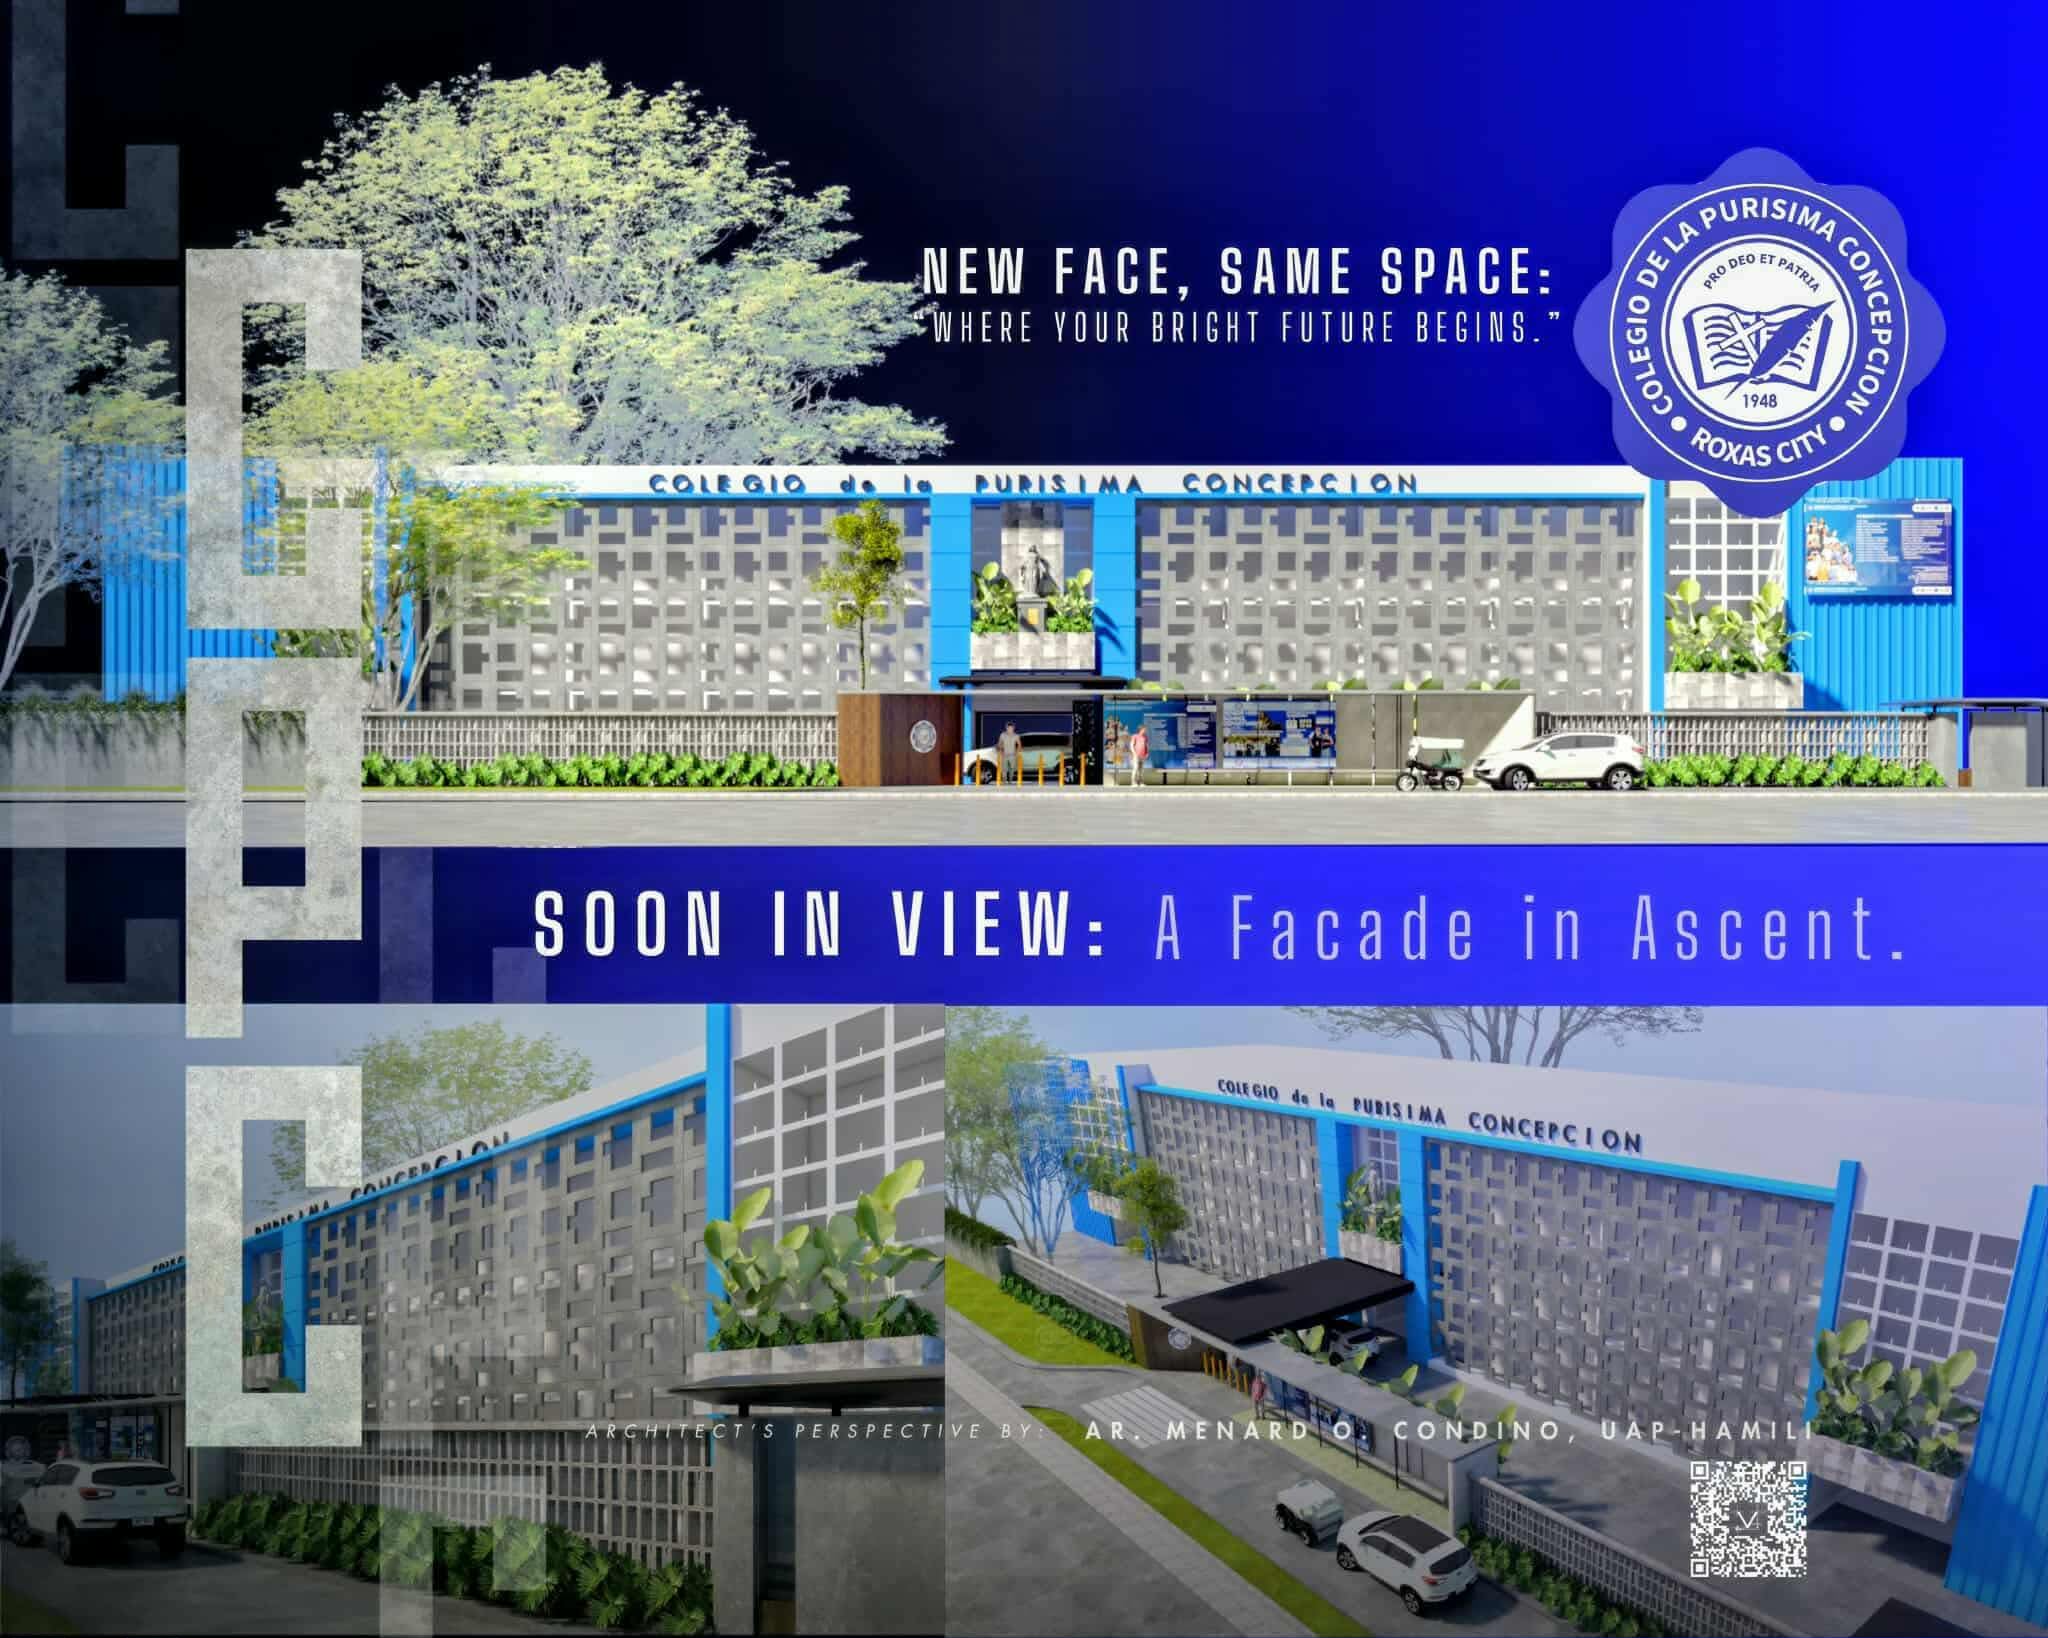 NEW FACE, SAME SPACE:
“WHERE YOUR BRIGHT FUTURE BEGINS.”
COLEGIO DE LA PURISIMA CONCEPCION
PRO DEO ET PATRIA
1948
• ROXAS CITY •
CPC
COLEGIO de la PURISIMA CONCEPCION
SOON IN VIEW: A Facade in Ascent.
PURISIMA CONCEPCION
COLEGIO de la PURISIMA CONCEPCION
ARCHITECT'S PERSPECTIVE BY: AR. MENARD O. CONDINO, UAP-HAMILI